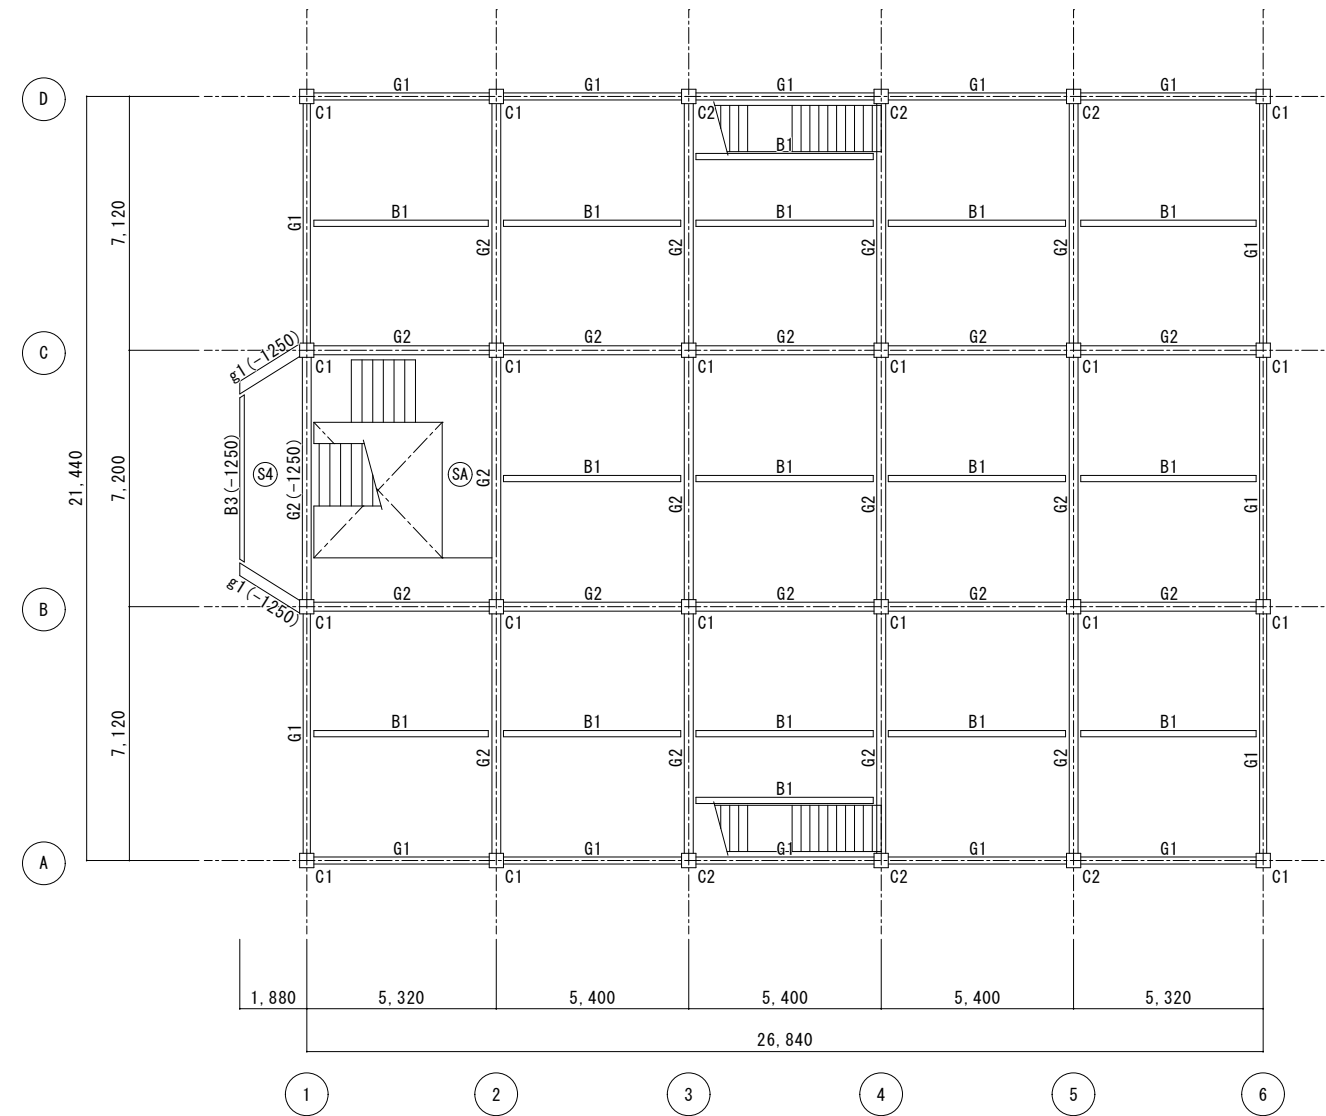 G1 G1 G1 G1 G1
D
C1 C1 C2 C2 C2 C1
B1
7,120
G1
B1 B1 B1 B1 B1
G2 G2 G2 G2 G1
G2 G2 G2 G2 G2
C
g1(-1250)
C1 C1 C1 C1 C1 C1
21,440
7,200
B3(-1250)
S4
G2(-1250)
SA
G2
B1 B1 B1 B1
G2 G2 G2 G1
g1(-1250)
G2 G2 G2 G2 G2
B
C1 C1 C1 C1 C1 C1
7,120
G1
B1 B1 B1 B1 B1
G2 G2 G2 G2 G1
B1
G1 G1 G1 G1 G1
A
C1 C1 C2 C2 C2 C1
1,880 5,320 5,400 5,400 5,400 5,320
26,840
1 2 3 4 5 6